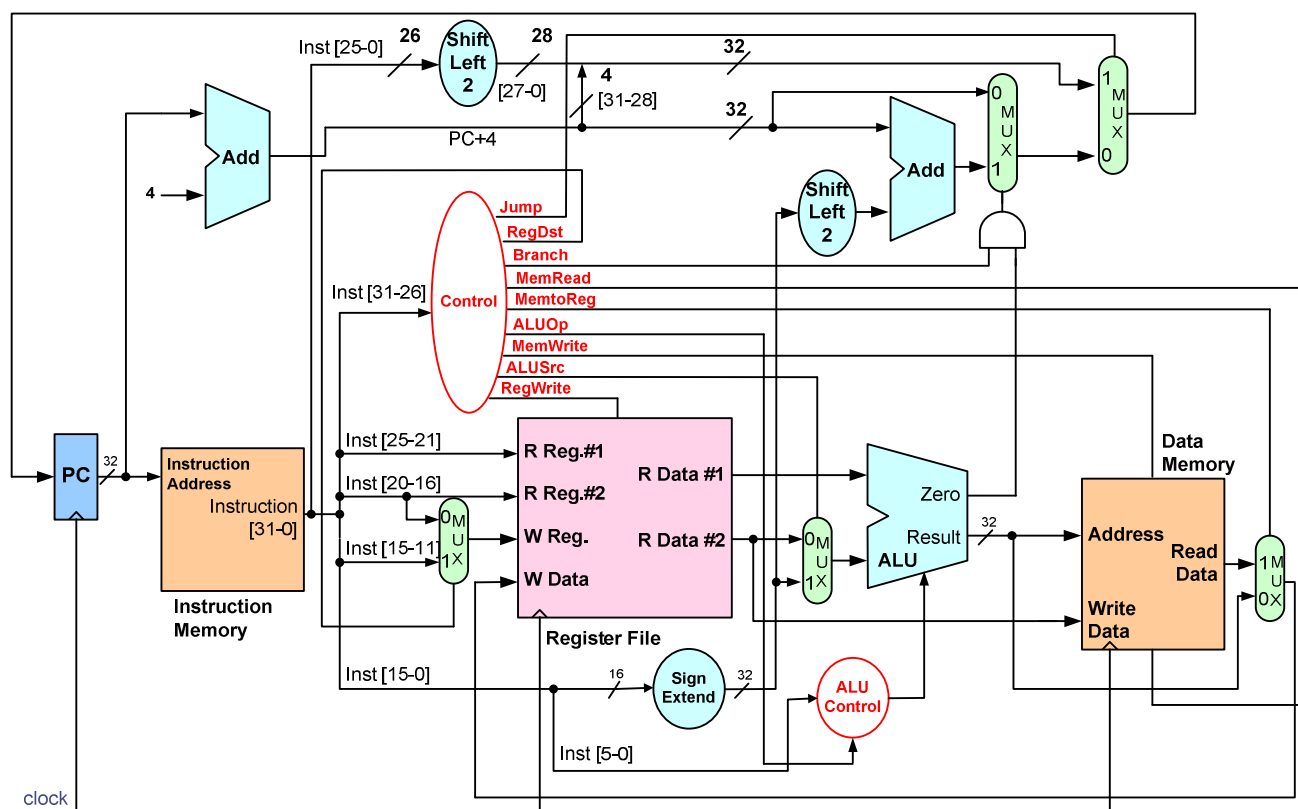 Inst [25-0]
26
Shift
Left
2
28
[27-0]
4
[31-28]
32
32
1
MUX
0
0
MUX
1
Add
PC+4
4
Add
Shift
Left
2
Jump
RegDst
Branch
MemRead
MemtoReg
ALUOp
MemWrite
ALUSrc
RegWrite
Control
Inst [31-26]
PC
32
Instruction
Address
Instruction
[31-0]
Instruction
Memory
Inst [25-21]
Inst [20-16]
Inst [15-11]
0
MUX
1
R Reg.#1
R Reg.#2
W Reg.
W Data
R Data #1
R Data #2
Register File
0
MUX
1
Zero
Result
ALU
32
Data
Memory
Address
Read
Data
Write
Data
1
MUX
0
Inst [15-0]
16
Sign
Extend
32
ALU
Control
Inst [5-0]
clock